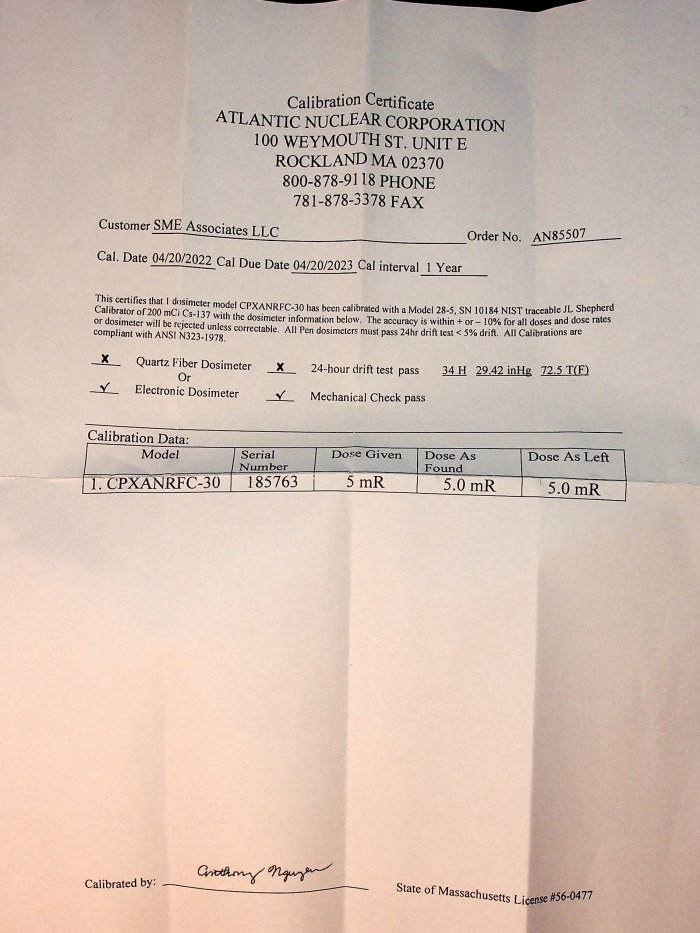 Calibration Certificate
ATLANTIC NUCLEAR CORPORATION
100 WEYMOUTH ST. UNIT E
ROCKLAND MA 02370
800-878-9118 PHONE
781-878-3378 FAX
Customer SME Associates LLC Order No. AN85507
Cal. Date 04/20/2022 Cal Due Date 04/20/2023 Cal interval 1 Year
This certifies that 1 dosimeter model CPXANRFC-30 has been calibrated with a Model 28-5, SN 10184 NIST traceable JL Shepherd
Calibrator of 200 mCi Cs-137 with the dosimeter information below. The accuracy is within + or – 10% for all doses and dose rates
or dosimeter will be rejected unless correctable. All Pen dosimeters must pass 24hr drift test < 5% drift. All Calibrations are
compliant with ANSI N323-1978.
X Quartz Fiber Dosimeter X 24-hour drift test pass 34 H 29.42 inHg 72.5 T(F)
Or
✓ Electronic Dosimeter ✓ Mechanical Check pass
Calibration Data:
Model Serial Number Dose Given Dose As Found Dose As Left
1. CPXANRFC-30 185763 5 mR 5.0 mR 5.0 mR
Calibrated by: Anthony Nguyen State of Massachusetts License #56-0477